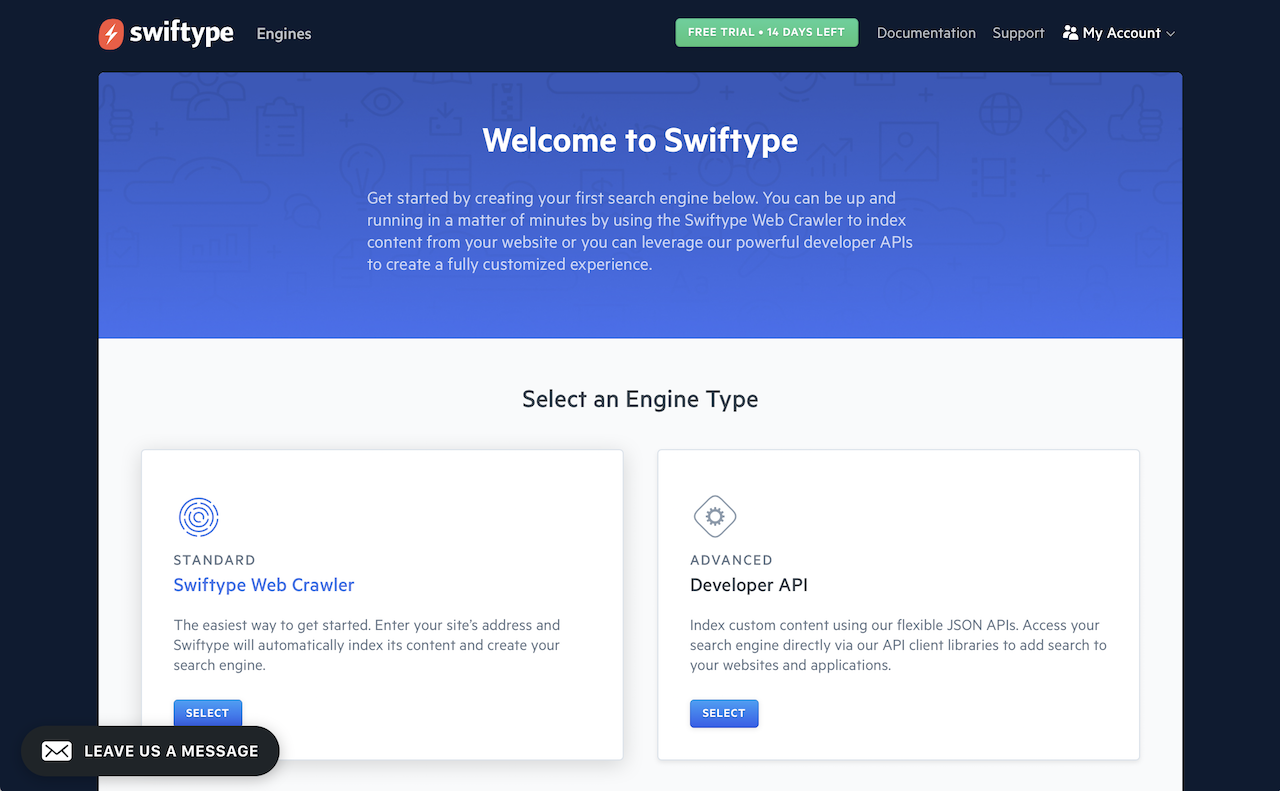 swiftype
Engines
FREE TRIAL • 14 DAYS LEFT
Documentation
Support
My Account
Welcome to Swiftype
Get started by creating your first search engine below. You can be up and
running in a matter of minutes by using the Swiftype Web Crawler to index
content from your website or you can leverage our powerful developer APIs
to create a fully customized experience.
Select an Engine Type
STANDARD
Swiftype Web Crawler
The easiest way to get started. Enter your site's address and
Swiftype will automatically index its content and create your
search engine.
SELECT
ADVANCED
Developer API
Index custom content using our flexible JSON APIs. Access your
search engine directly via our API client libraries to add search to
your websites and applications.
SELECT
LEAVE US A MESSAGE